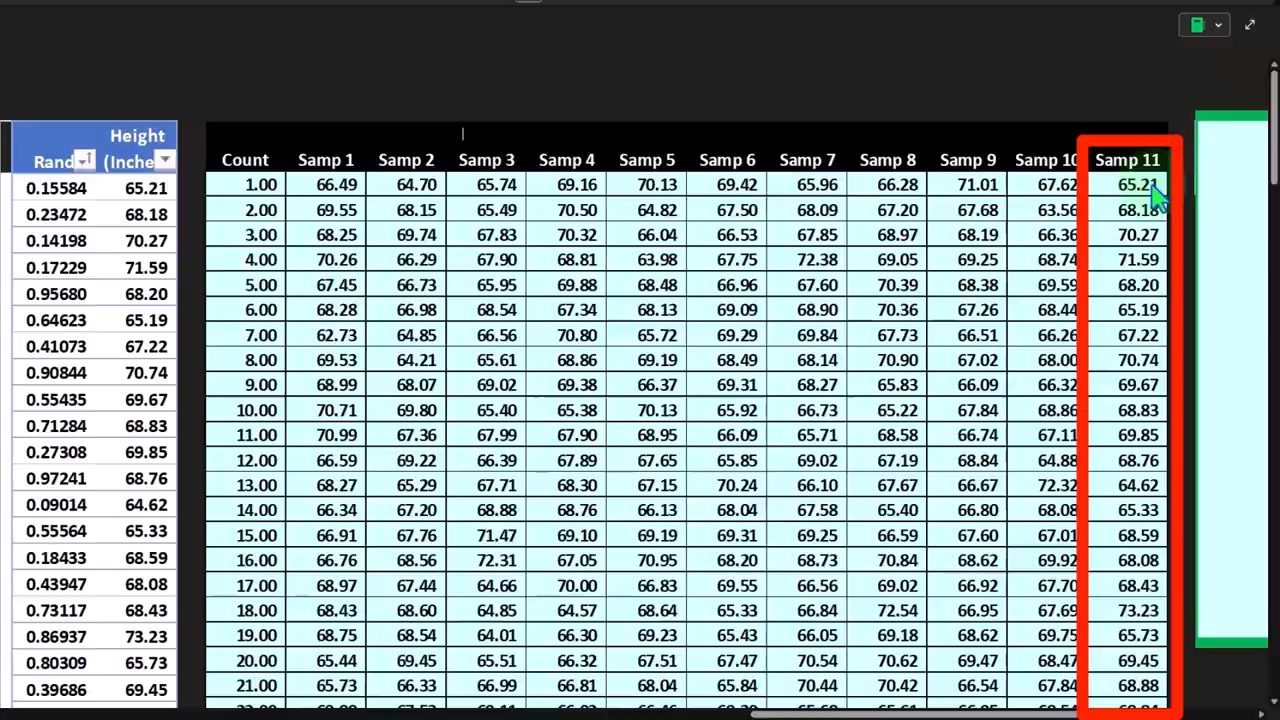 Height
Rand (Inche
0.15584 65.21
0.23472 68.18
0.14198 70.27
0.17229 71.59
0.95680 68.20
0.64623 65.19
0.41073 67.22
0.90844 70.74
0.55435 69.67
0.71284 68.83
0.27308 69.85
0.97241 68.76
0.09014 64.62
0.55564 65.33
0.18433 68.59
0.43947 68.08
0.73117 68.43
0.86937 73.23
0.80309 65.73
0.39686 69.45
Count Samp 1 Samp 2 Samp 3 Samp 4 Samp 5 Samp 6 Samp 7 Samp 8 Samp 9 Samp 10 Samp 11
1.00 66.49 64.70 65.74 69.16 70.13 69.42 65.96 66.28 71.01 67.62 65.21
2.00 69.55 68.15 65.49 70.50 64.82 67.50 68.09 67.20 67.68 63.56 68.18
3.00 68.25 69.74 67.83 70.32 66.04 66.53 67.85 68.97 68.19 66.36 70.27
4.00 70.26 66.29 67.90 68.81 63.98 67.75 72.38 69.05 69.25 68.74 71.59
5.00 67.45 66.73 65.95 69.88 68.48 66.96 67.60 70.39 68.38 69.59 68.20
6.00 68.28 66.98 68.54 67.34 68.13 69.09 68.90 70.36 67.26 68.44 65.19
7.00 62.73 64.85 66.56 70.80 65.72 69.29 69.84 67.73 66.51 66.26 67.22
8.00 69.53 64.21 65.61 68.86 69.19 68.49 68.14 70.90 67.02 68.00 70.74
9.00 68.99 68.07 69.02 69.38 66.37 69.31 68.27 65.83 66.09 66.32 69.67
10.00 70.71 69.80 65.40 65.38 70.13 65.92 66.73 65.22 67.84 68.86 68.83
11.00 70.99 67.36 67.99 67.90 68.95 66.09 65.71 68.58 66.74 67.11 69.85
12.00 66.59 69.22 66.39 67.89 67.65 65.85 69.02 67.19 68.84 64.88 68.76
13.00 68.27 65.29 67.71 68.30 67.15 70.24 66.10 67.67 66.67 72.32 64.62
14.00 66.34 67.20 68.88 68.76 66.13 68.04 67.58 65.40 66.80 68.08 65.33
15.00 66.91 67.76 71.47 69.10 69.19 69.31 69.25 66.59 67.60 67.01 68.59
16.00 66.76 68.56 72.31 67.05 70.95 68.20 68.73 70.84 68.62 69.92 68.08
17.00 68.97 67.44 64.66 70.00 66.83 69.55 66.56 69.02 66.92 67.70 68.43
18.00 68.43 68.60 64.85 64.57 68.64 65.33 66.84 72.54 66.95 67.69 73.23
19.00 68.75 68.54 64.01 66.30 69.23 65.43 66.05 69.18 68.62 69.75 65.73
20.00 65.44 69.45 65.51 66.32 67.51 67.47 70.54 70.62 69.47 68.47 69.45
21.00 65.73 66.33 66.99 66.81 68.04 65.84 70.44 70.42 66.54 67.84 68.88